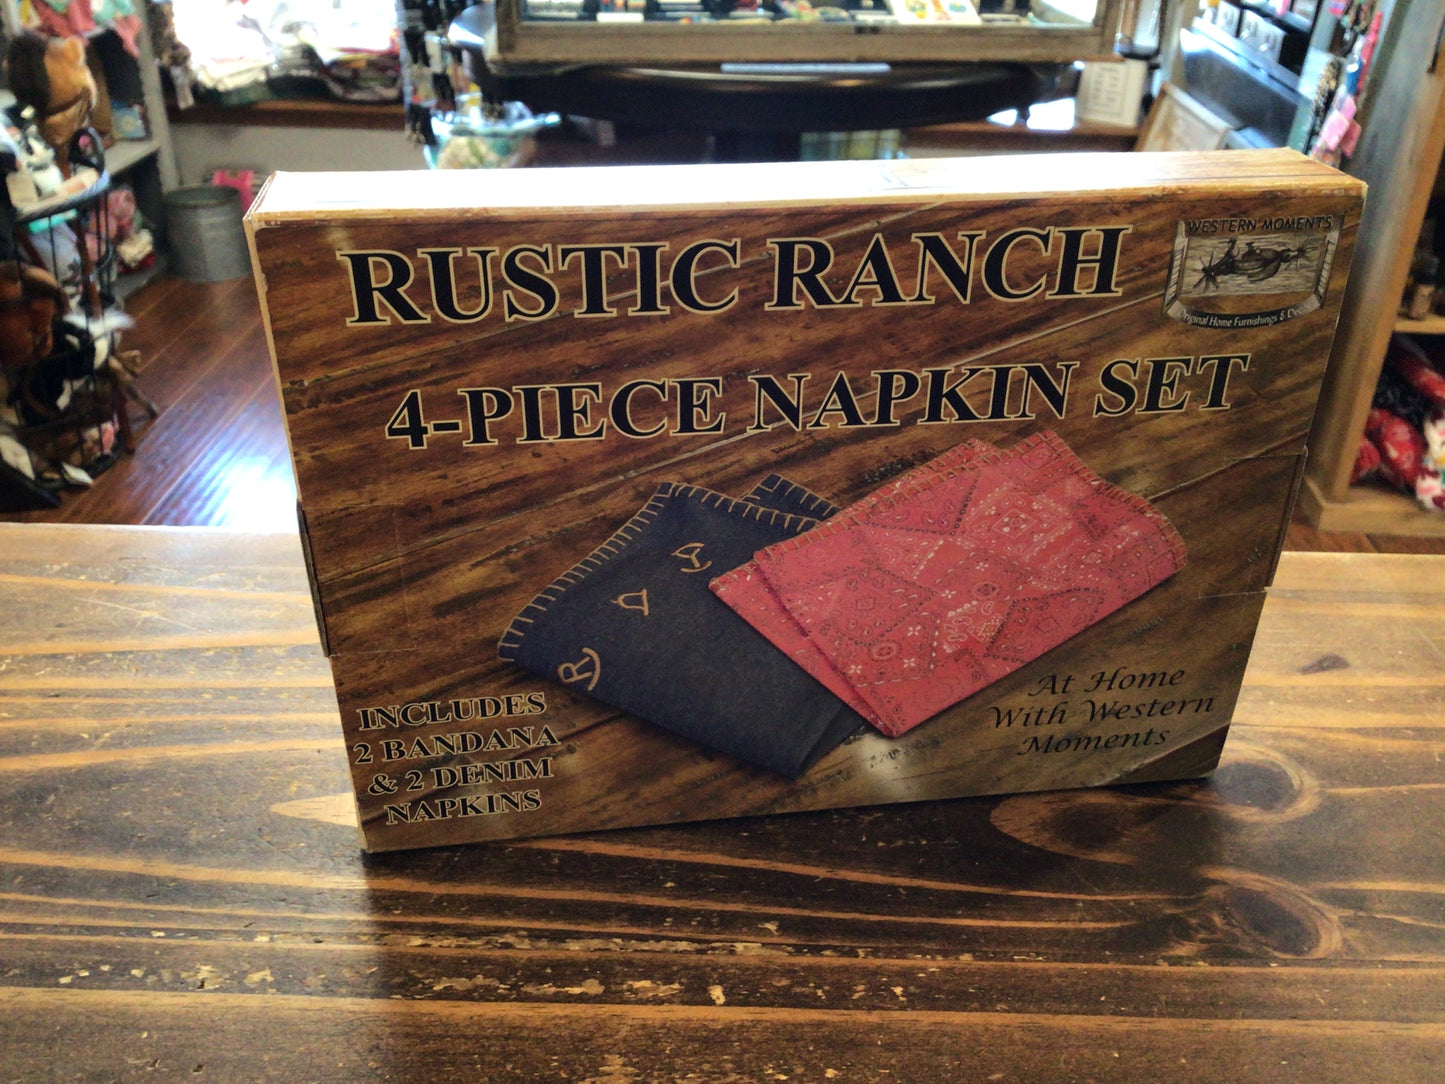 RUSTIC RANCH
WESTERN MOMENTS
Original Home Furnishings & Decor
4-PIECE NAPKIN SET
R
INCLUDES
2 BANDANA
& 2 DENIM
NAPKINS
At Home
With Western
Moments